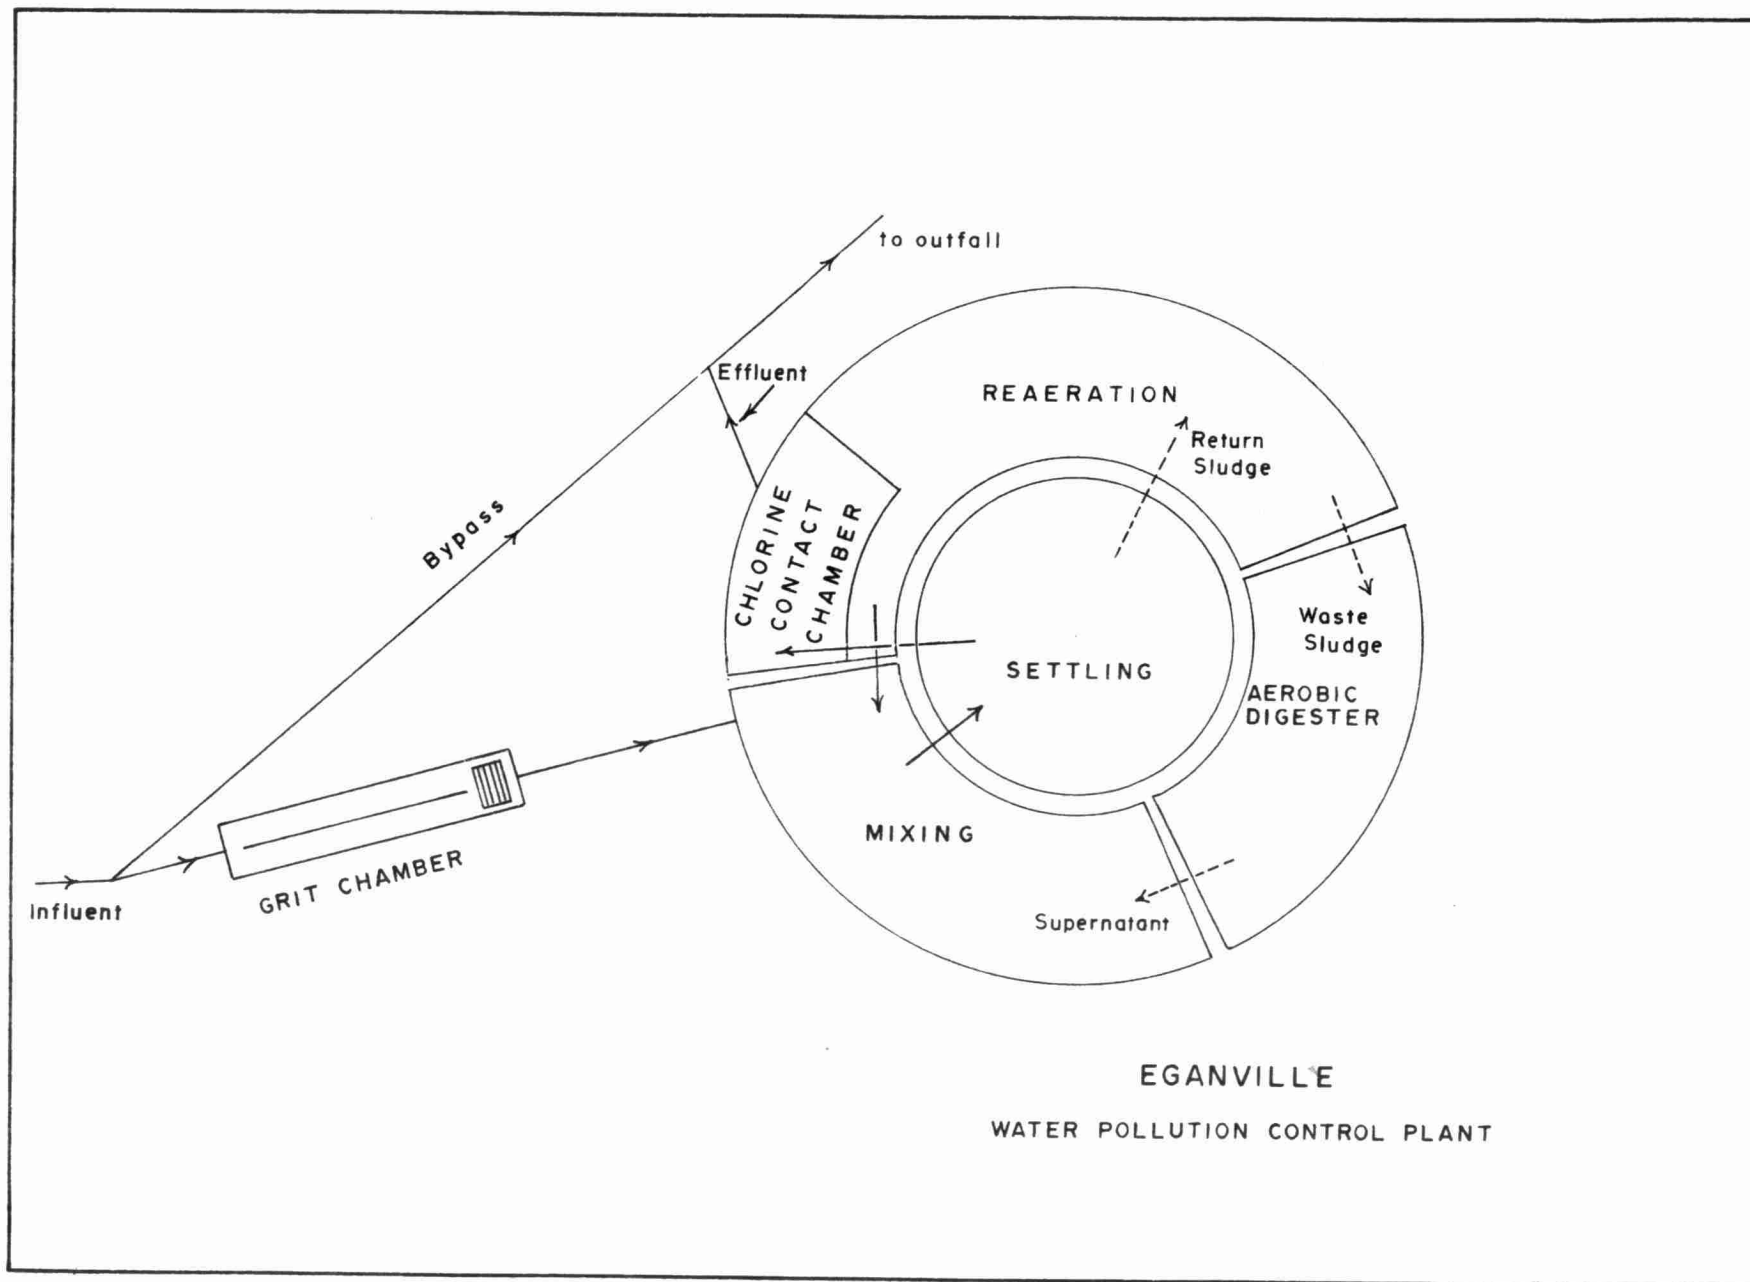 to outfall
Effluent
REAERATION
Return
Sludge
Bypass
CHLORINE
CONTACT
CHAMBER
Waste
Sludge
SETTLING
AEROBIC
DIGESTER
MIXING
GRIT CHAMBER
Influent
Supernatant
EGANVILLE
WATER POLLUTION CONTROL PLANT